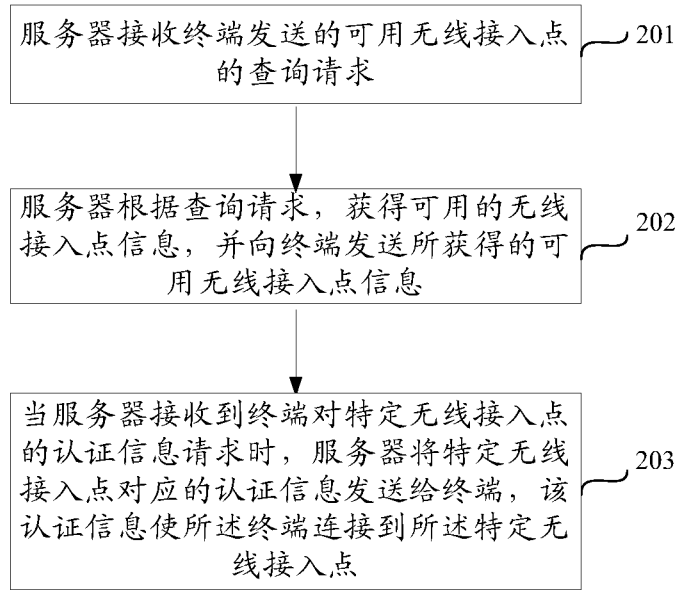 服务器接收终端发送的可用无线接入点
的查询请求
201
服务器根据查询请求，获得可用的无线
接入点信息，并向终端发送所获得的可
用无线接入点信息
202
当服务器接收到终端对特定无线接入点
的认证信息请求时，服务器将特定无线
接入点对应的认证信息发送给终端，该
认证信息使所述终端连接到所述特定无
线接入点
203